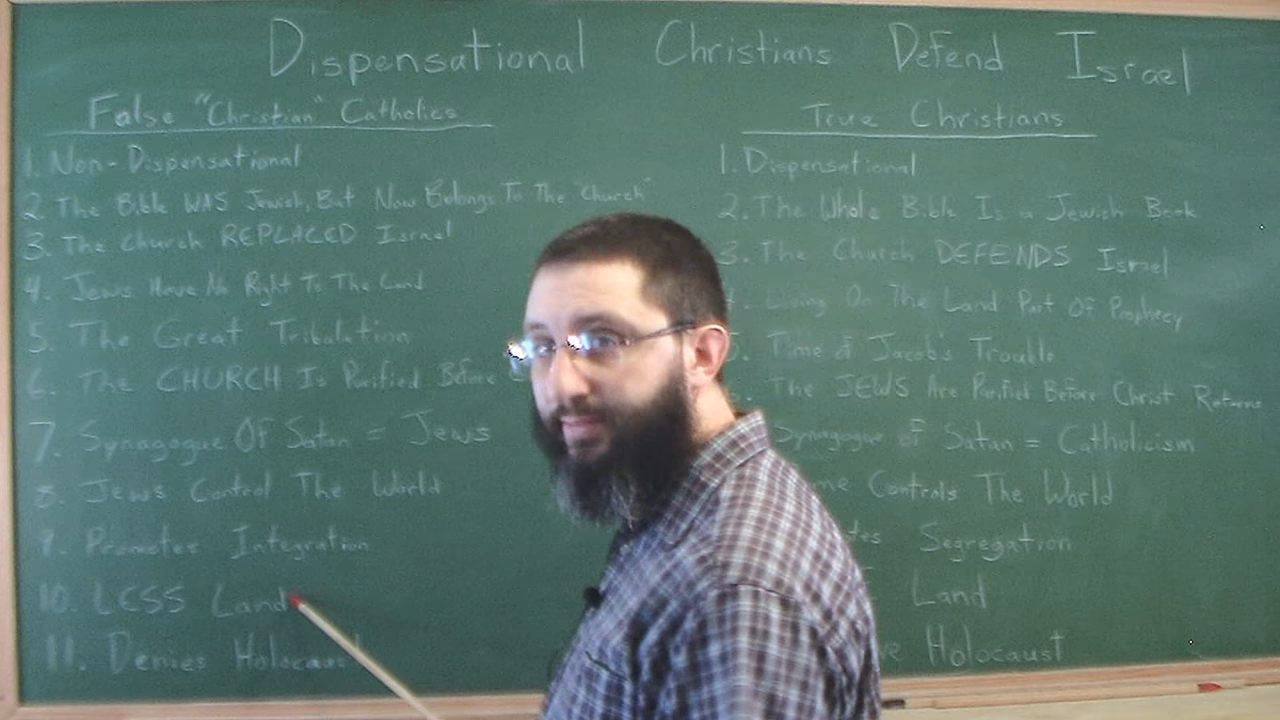 Dispensational Christians Defend Israel
False "Christian" Catholics
1. Non-Dispensational
2. The Bible WAS Jewish, But Now Belongs To The "Church"
3. The Church REPLACED Israel
4. Jews Have No Right To The Land
5. The Great Tribulation
6. The CHURCH Is Purified Before
7. Synagogue Of Satan = Jews
8. Jews Control The World
9. Promotes Integration
10. LESS Land
11. Denies Holocaust
True Christians
1. Dispensational
2. The Whole Bible Is a Jewish Book
3. The Church DEFENDS Israel
Living On The Land Part Of Prophecy
Time of Jacob's Trouble
The JEWS Are Purified Before Christ Returns
Synagogue of Satan = Catholicism
Controls The World
Segregation
Land
Holocaust